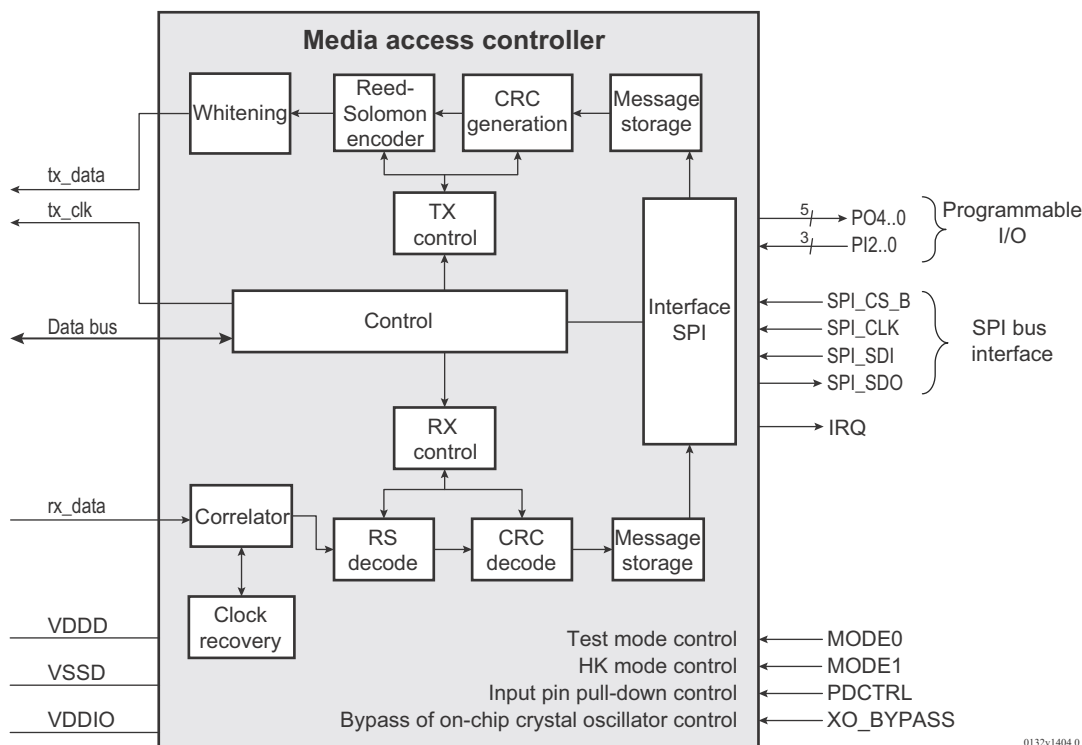 Media access controller
Whitening
Reed-
Solomon
encoder
CRC
generation
Message
storage
tx_data
tx_clk
TX
control
5
PO4..0
3
PI2..0
Programmable
I/O
Data bus
Control
Interface
SPI
SPI_CS_B
SPI_CLK
SPI_SDI
SPI_SDO
SPI bus
interface
IRQ
RX
control
rx_data
Correlator
RS
decode
CRC
decode
Message
storage
Clock
recovery
VDDD
VSSD
VDDIO
Test mode control
MODE0
HK mode control
MODE1
Input pin pull-down control
PDCTRL
Bypass of on-chip crystal oscillator control
XO_BYPASS
0132v1404.0